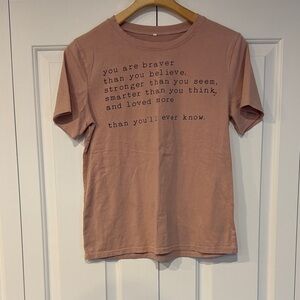 you are braver
than you believe,
stronger than you seem,
smarter than you think,
and loved more
than you'll ever know.